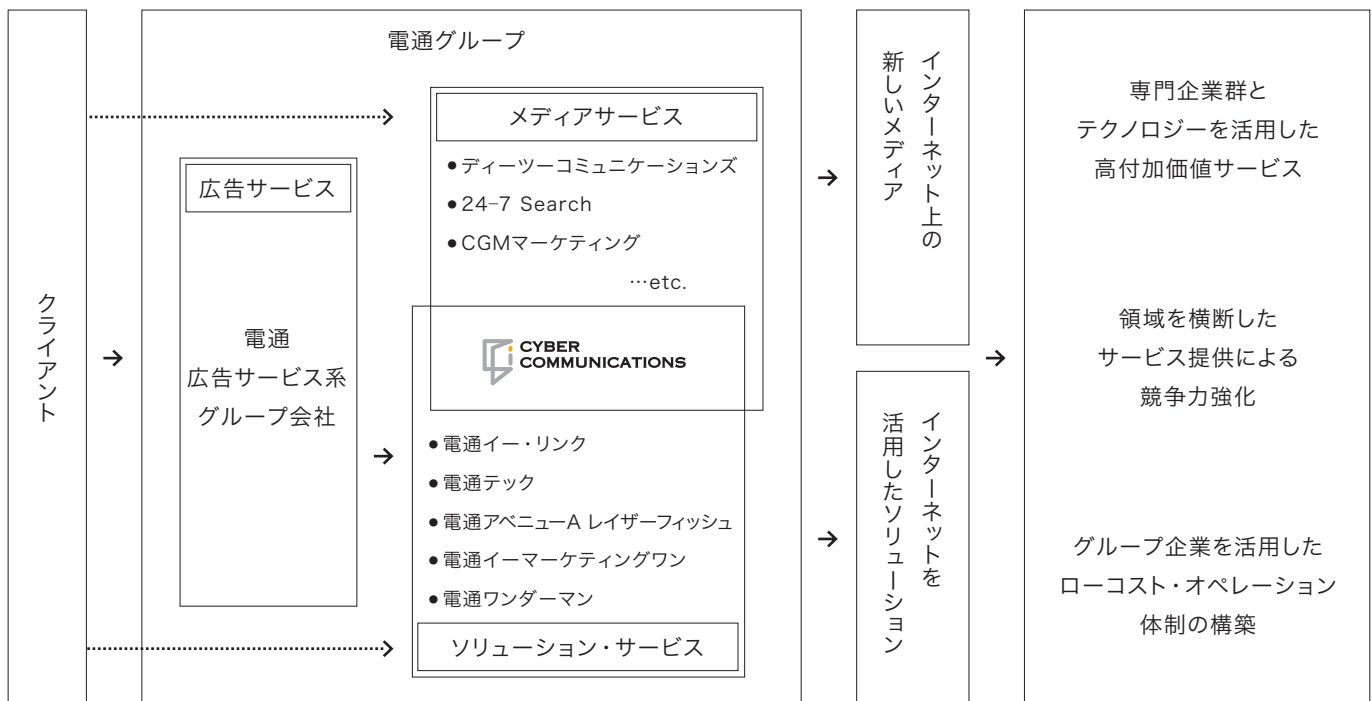 クライアント
電通グループ
広告サービス
電通
広告サービス系
グループ会社
メディアサービス
●ディーツーコミュニケーションズ
●24–7 Search
●CGMマーケティング
…etc.
CYBER
COMMUNICATIONS
●電通イー・リンク
●電通テック
●電通アベニューA レイザーフィッシュ
●電通イーマーケティングワン
●電通ワンダーマン
ソリューション・サービス
インターネット上の
新しいメディア
インターネットを
活用したソリューション
専門企業群と
テクノロジーを活用した
高付加価値サービス
領域を横断した
サービス提供による
競争力強化
グループ企業を活用した
ローコスト・オペレーション
体制の構築